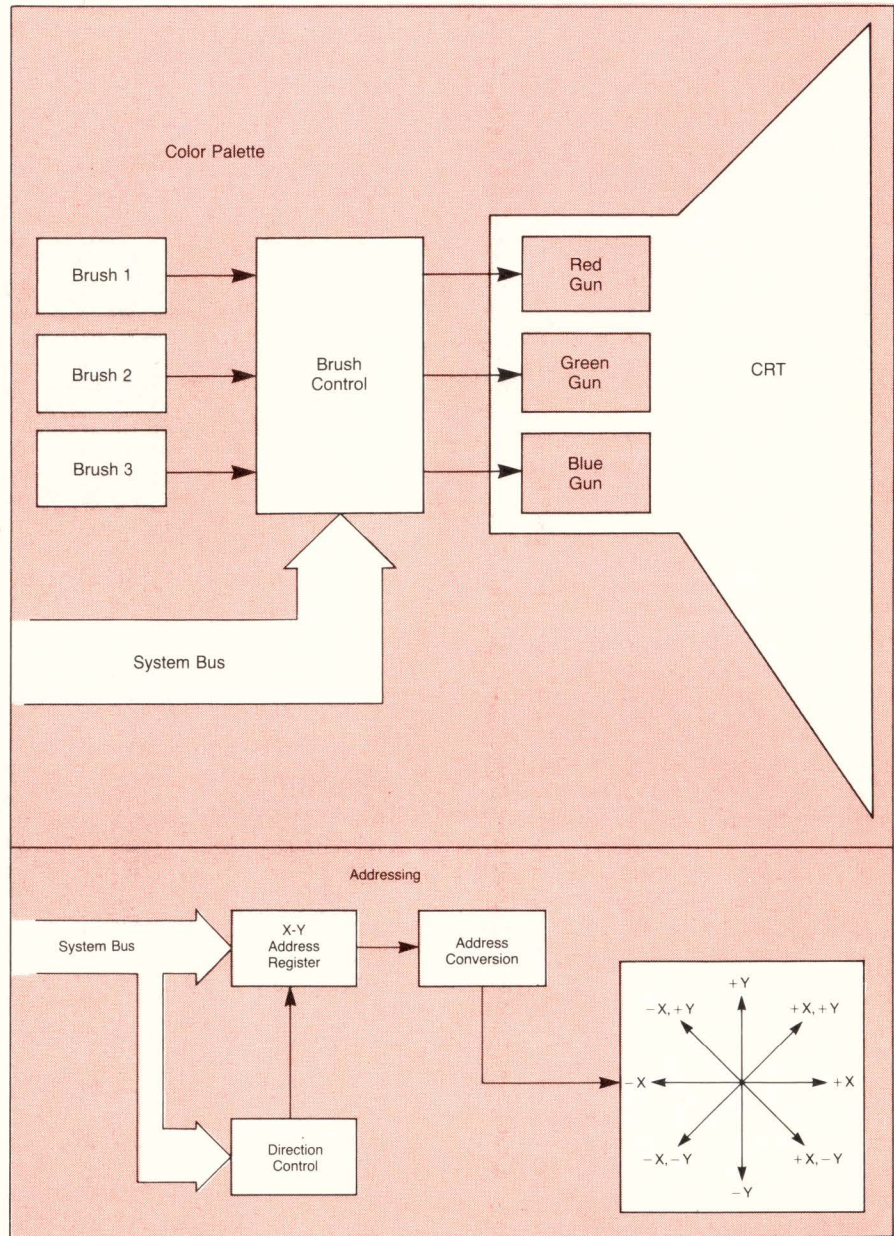 Color Palette
Brush 1
Brush 2
Brush 3
Brush
Control
Red
Gun
Green
Gun
Blue
Gun
CRT
System Bus
Addressing
System Bus
X-Y
Address
Register
Address
Conversion
Direction
Control
+Y
-X, +Y
+X, +Y
-X
+X
-X, -Y
+X, -Y
-Y